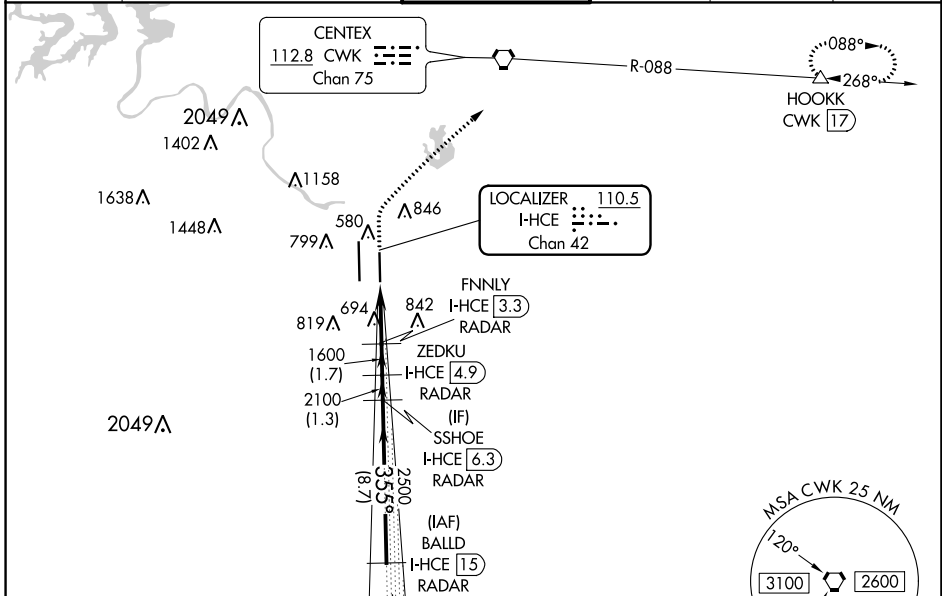 CENTEX
112.8 CWK
Chan 75
R-088
088°
268°
HOOKK
CWK 17
2049
1402
1158
1638
1448
580
846
799
LOCALIZER 110.5
I-HCE
Chan 42
FNNLY
I-HCE 3.3
RADAR
694
842
819
1600
(1.7)
ZEDKU
I-HCE 4.9
RADAR
2100
(1.3)
(IF)
SSHOE
I-HCE 6.3
RADAR
2049
2500
355°
(8.7)
(IAF)
BALLD
I-HCE 15
RADAR
MSA CWK 25 NM
120°
3100
2600